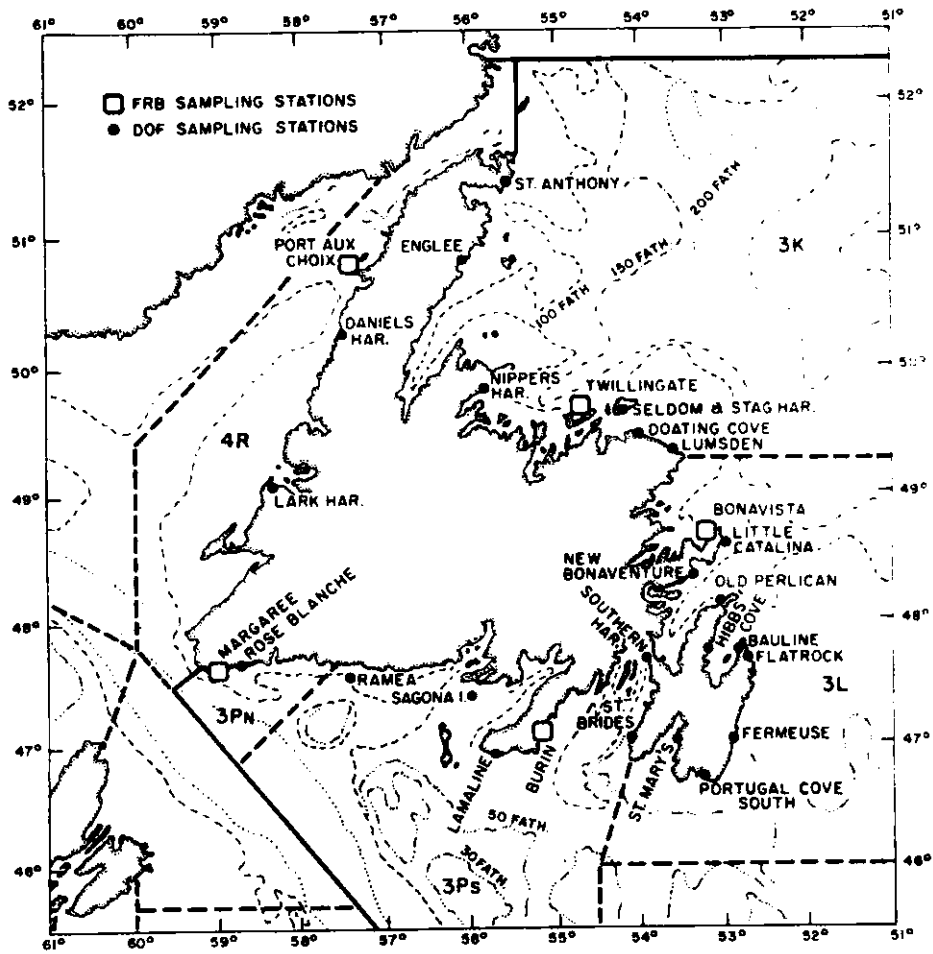 61° 60° 59° 58° 57° 56° 55° 54° 53° 52° 51°
FRB SAMPLING STATIONS
DOF SAMPLING STATIONS
52°
52°
ST. ANTHONY
200 FATH
51°
51°
PORT AUX
CHOIX
ENGLEE
3K
150 FATH
100 FATH
DANIELS
HAR.
50°
50°
NIPPERS
HAR.
TWILLINGATE
SELDOM & STAG HAR.
DOATING COVE
LUMSDEN
4R
49°
49°
LARK HAR.
BONAVISTA
LITTLE
CATALINA
NEW
BONAVENTURE
OLD PERLICAN
SOUTHERN
HAR.
HIBBS
COVE
48°
48°
MARGAREE
ROSE BLANCHE
BAULINE
FLATROCK
RAMEA
SAGONA I.
3L
3PN
ST.
BRIDES
47°
47°
FERMEUSE
LAMALINE
BURIN
ST MARYS
PORTUGAL COVE
SOUTH
50 FATH.
30 FATH.
46°
46°
3PS
61° 60° 59° 58° 57° 56° 55° 54° 53° 52° 51°